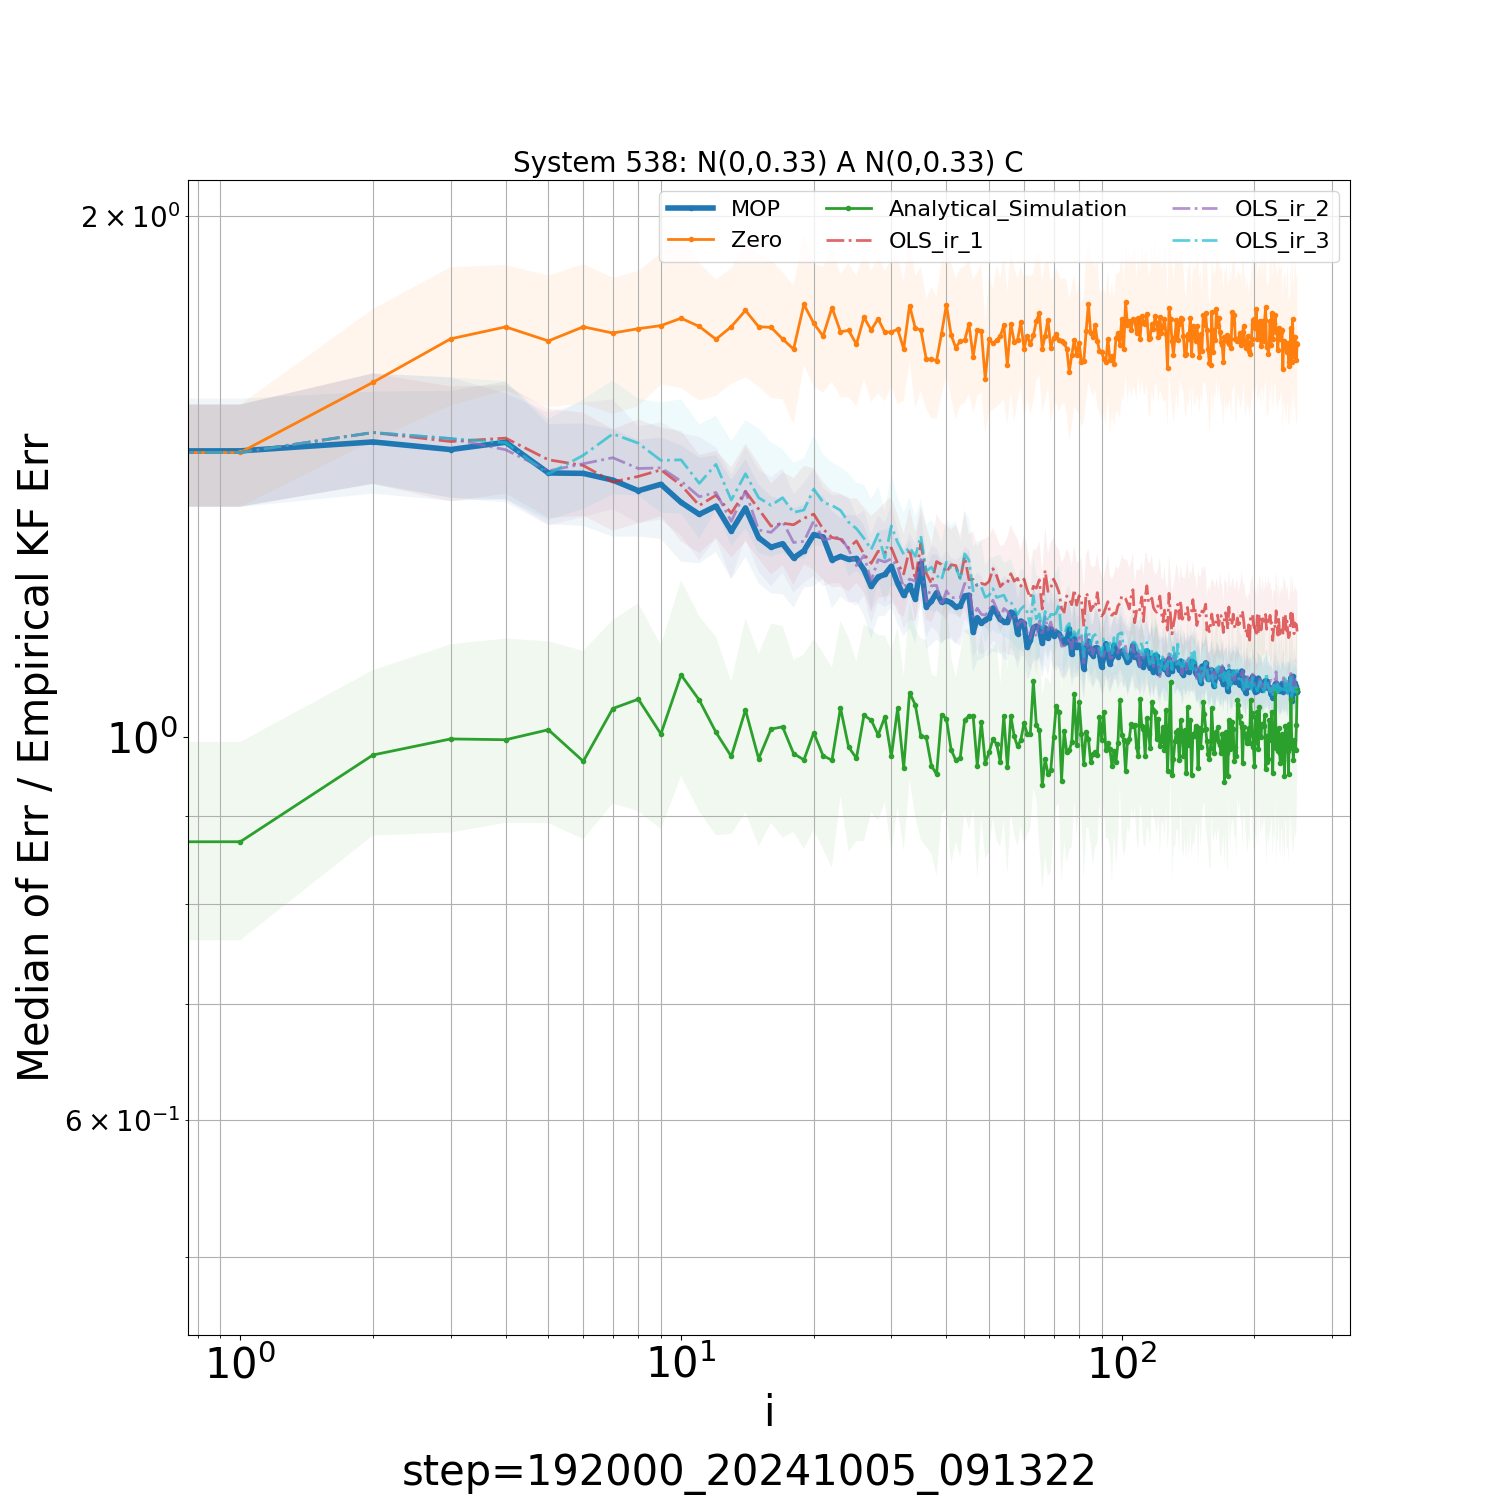 System 538: N(0,0.33) A N(0,0.33) C
MOP
Zero
Analytical_Simulation
OLS_ir_1
OLS_ir_2
OLS_ir_3
Median of Err / Empirical KF Err
2 × 10⁰
10⁰
6 × 10⁻¹
10⁰
10¹
10²
i
step=192000_20241005_091322